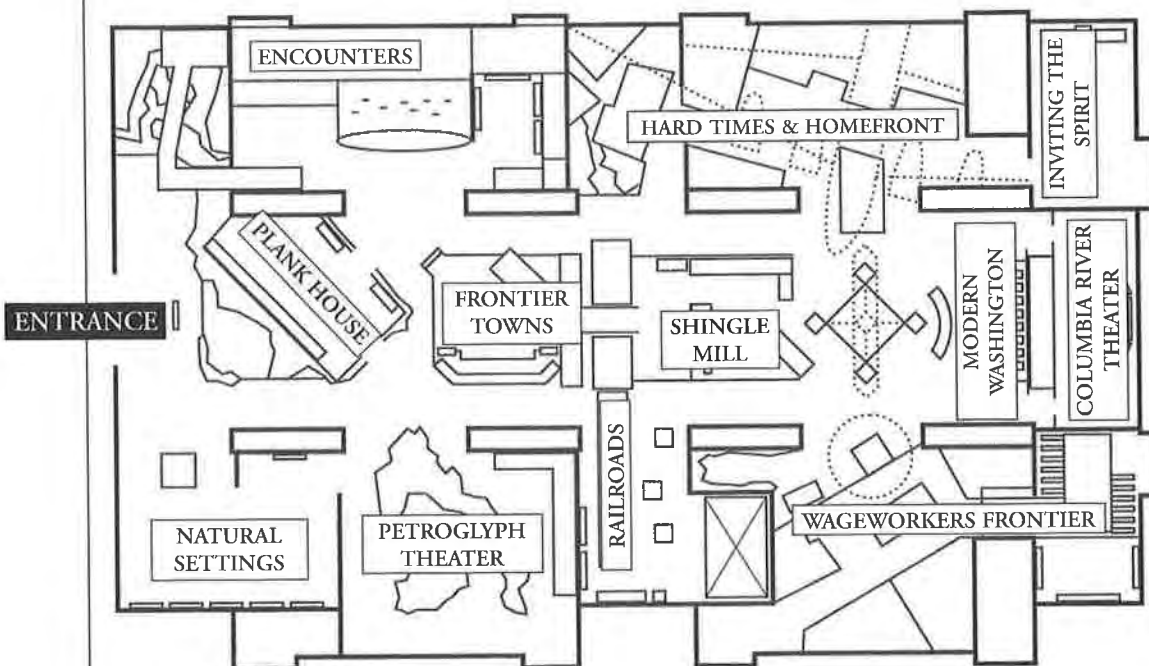 ENCOUNTERS
HARD TIMES & HOMEFRONT
INVITING THE
SPIRIT
PLANK HOUSE
ENTRANCE
FRONTIER
TOWNS
SHINGLE
MILL
MODERN
WASHINGTON
COLUMBIA RIVER
THEATER
RAILROADS
NATURAL
SETTINGS
PETROGLYPH
THEATER
WAGEWORKERS FRONTIER